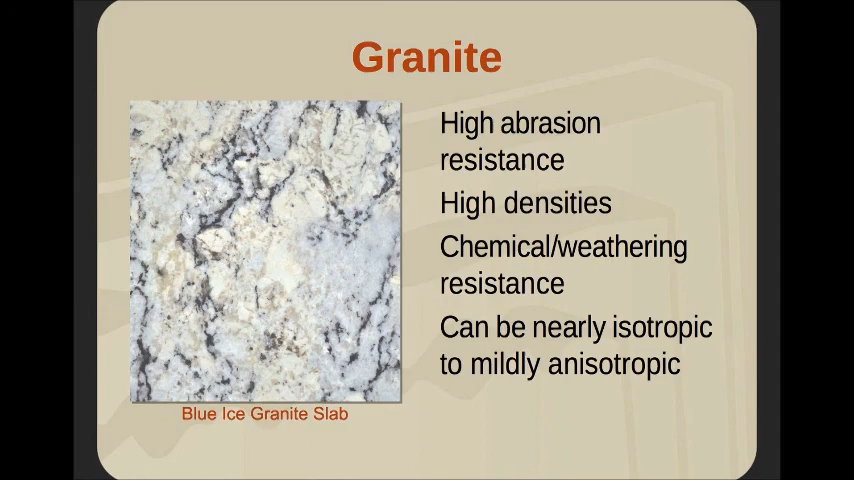 Granite
High abrasion
resistance
High densities
Chemical/weathering
resistance
Can be nearly isotropic
to mildly anisotropic
Blue Ice Granite Slab